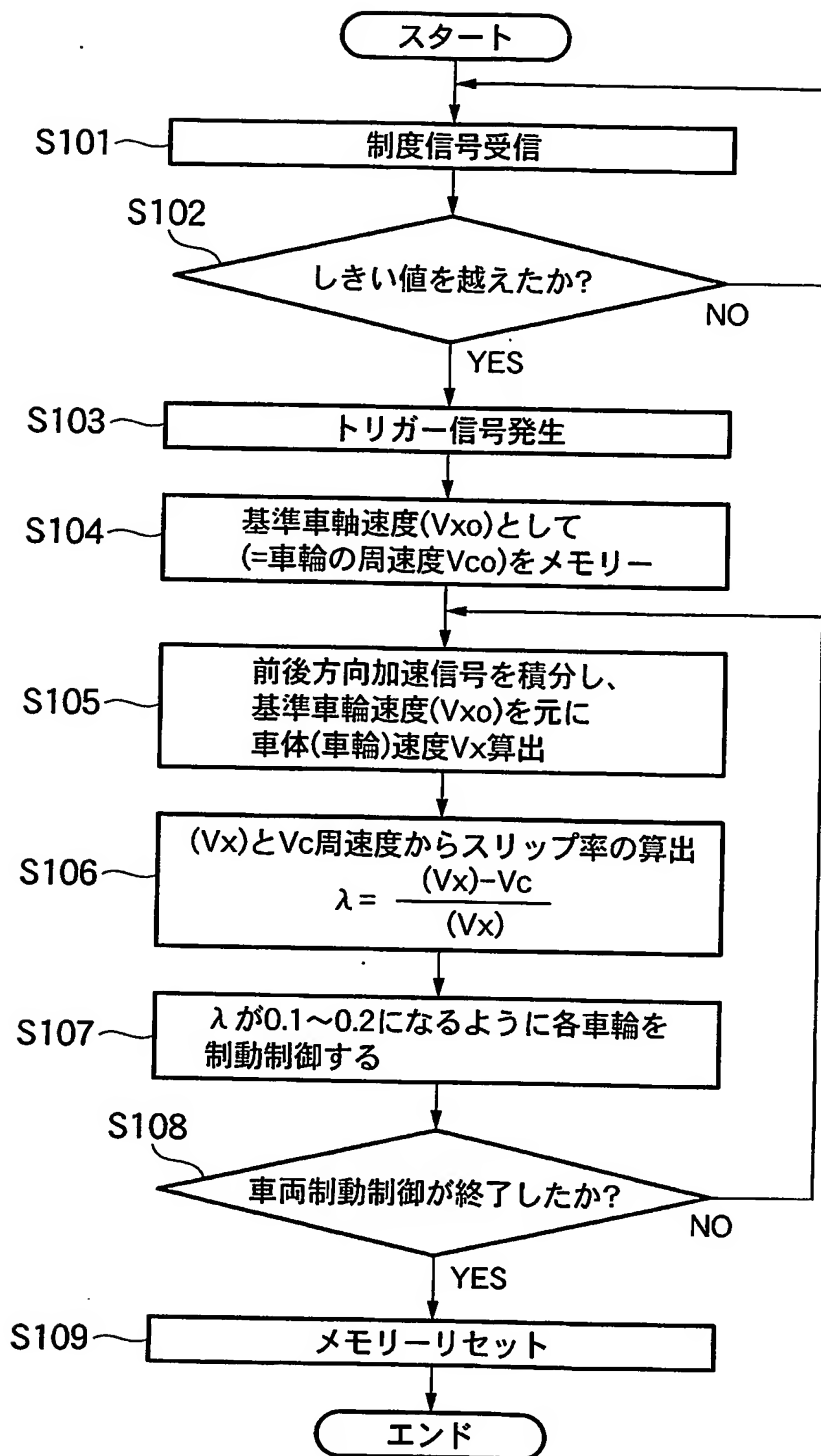 スタート
S101
制度信号受信
S102
しきい値を越えたか?
NO
YES
S103
トリガー信号発生
S104
基準車軸速度(Vxo)として
(=車輪の周速度Vco)をメモリー
S105
前後方向加速信号を積分し、
基準車輪速度(Vxo)を元に
車体(車輪)速度Vx算出
S106
(Vx)とVc周速度からスリップ率の算出
λ= (Vx)-Vc
(Vx)
S107
λが0.1〜0.2になるように各車輪を
制動制御する
S108
車両制動制御が終了したか?
NO
YES
S109
メモリーリセット
エンド